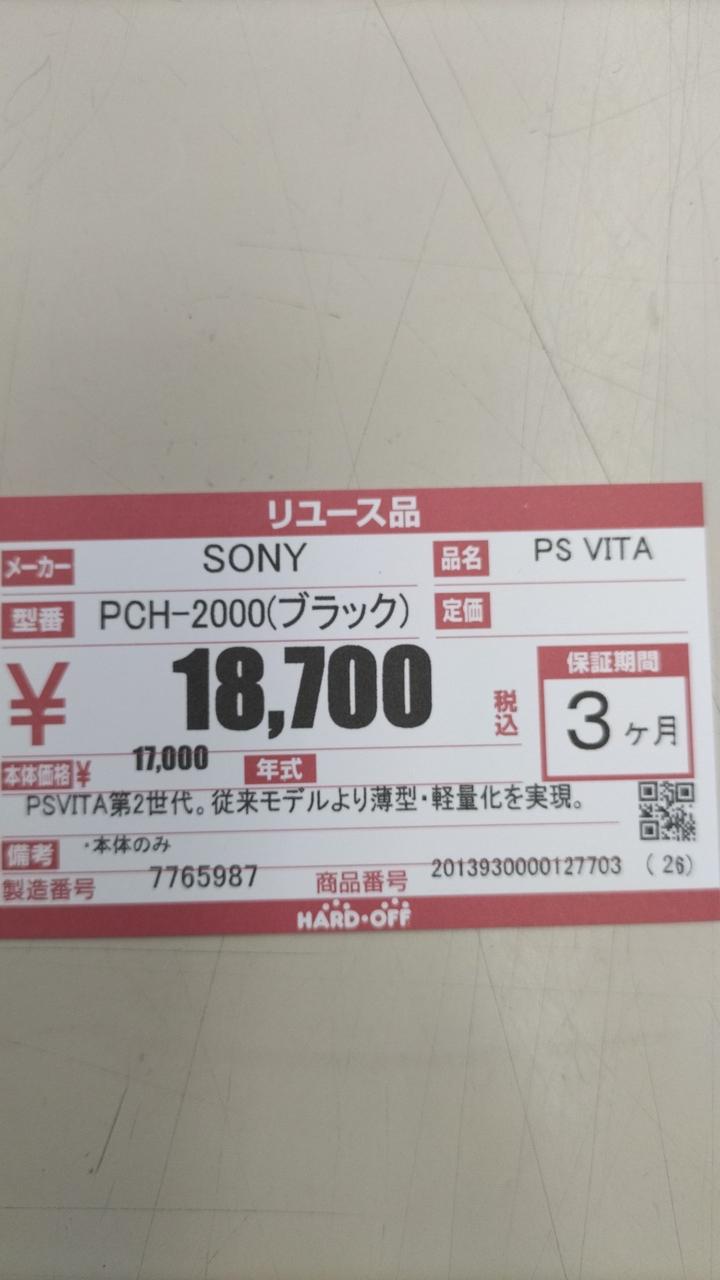 リユース品
メーカー SONY 品名 PS VITA
型番 PCH-2000(ブラック) 定価
¥ 18,700 税込 保証期間
3ヶ月
本体価格¥ 17,000 年式
PSVITA第2世代。従来モデルより薄型・軽量化を実現。
備考 ・本体のみ
製造番号 7765987 商品番号 2013930000127703 (26)
HARD・OFF